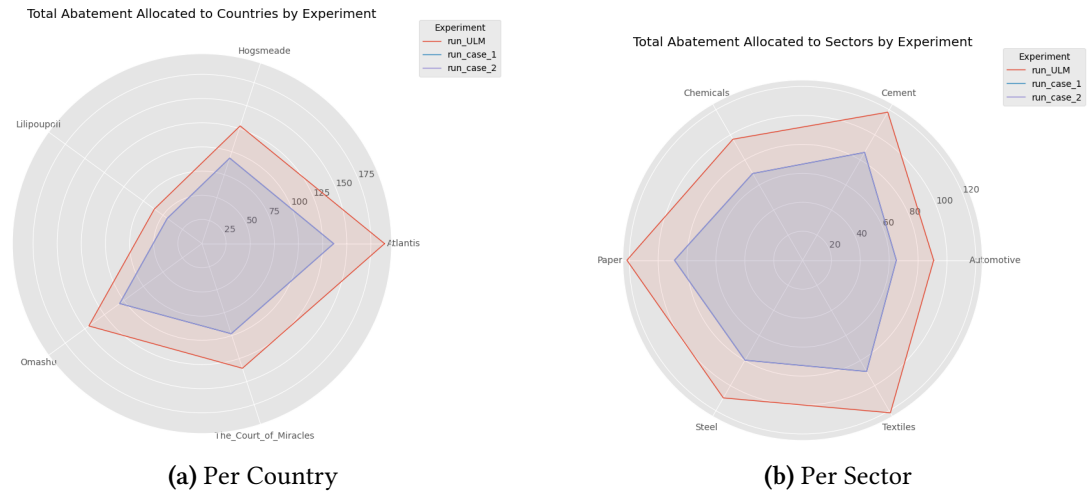 Total Abatement Allocated to Countries by Experiment
Experiment
run_ULM
run_case_1
run_case_2
Hogsmeade
Lilipoupoii
175
150
125
100
75
50
25
Atlantis
Omashu
The_Court_of_Miracles
(a) Per Country
Total Abatement Allocated to Sectors by Experiment
Experiment
run_ULM
run_case_1
run_case_2
Chemicals
Cement
120
100
80
60
40
20
Paper
Automotive
Steel
Textiles
(b) Per Sector